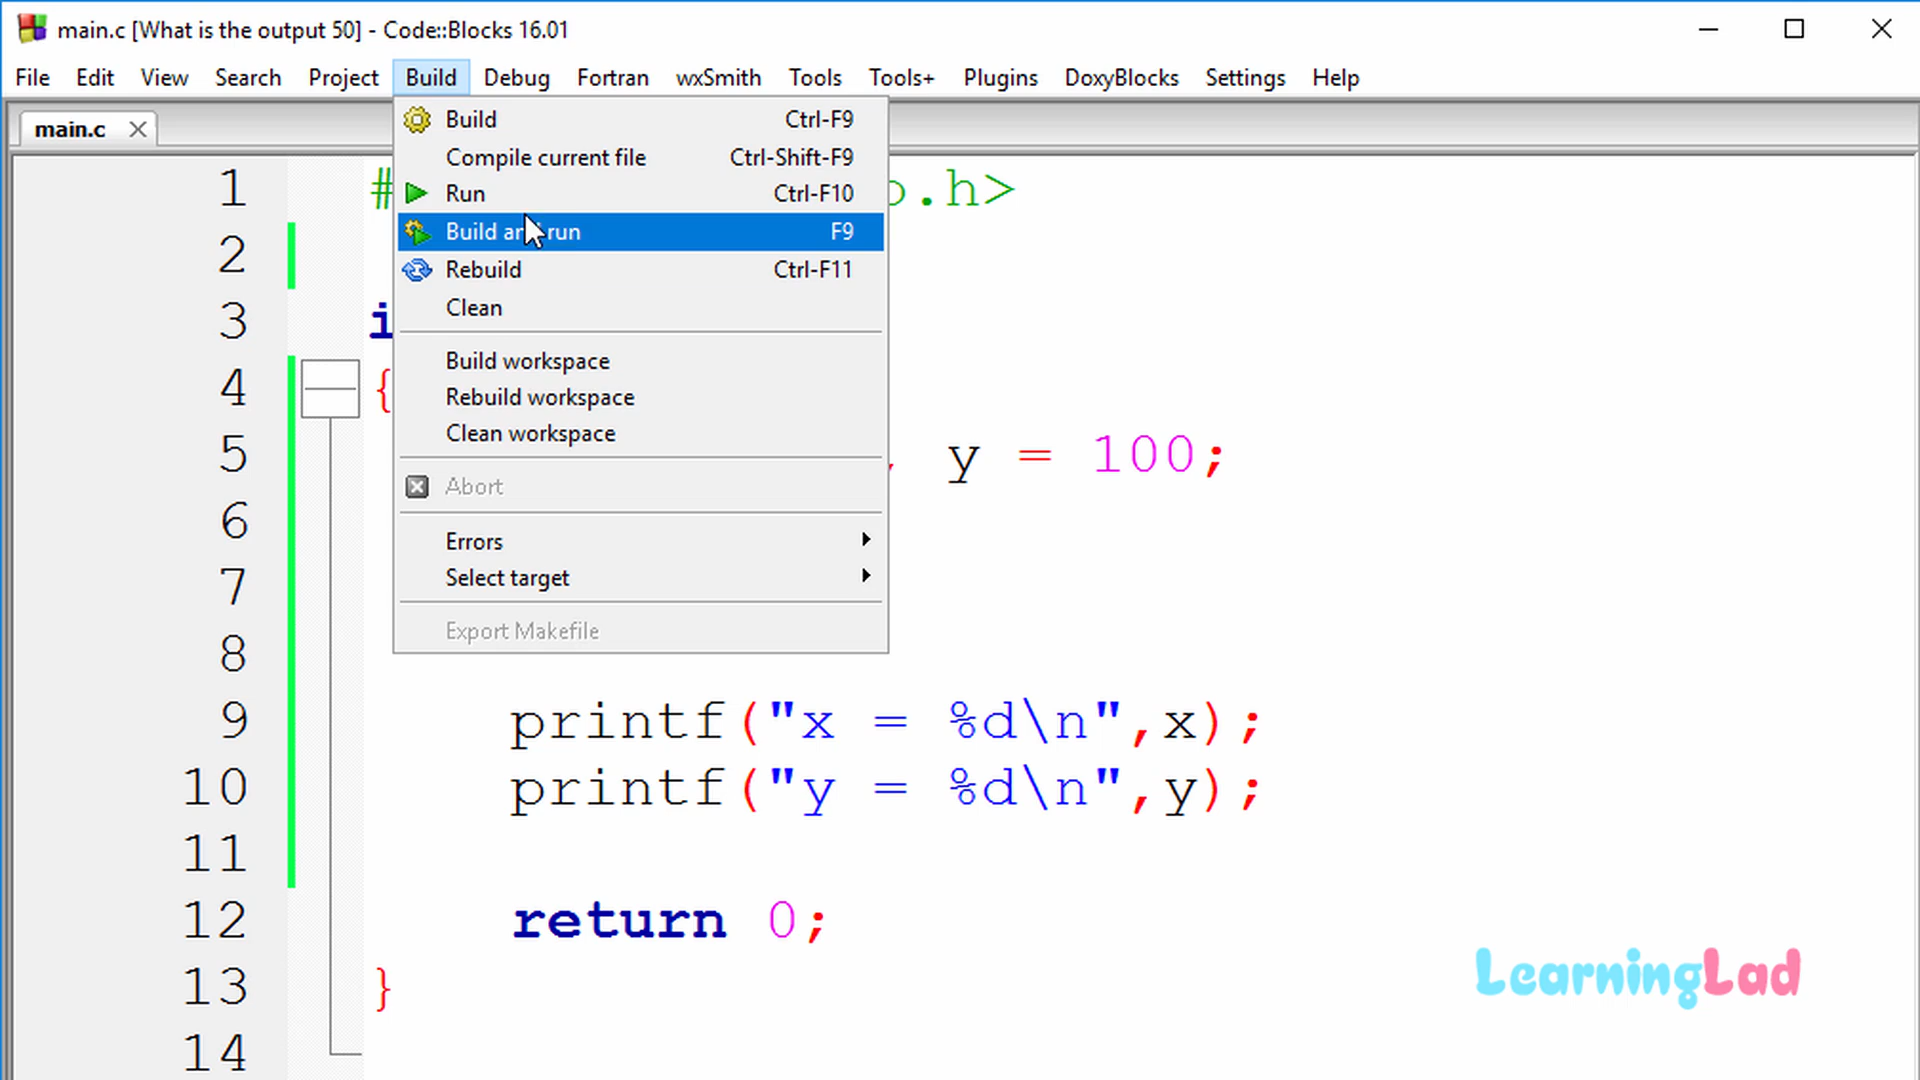 main.c [What is the output 50] - Code::Blocks 16.01
File Edit View Search Project Build Debug Fortran wxSmith Tools Tools+ Plugins DoxyBlocks Settings Help
main.c
Build Ctrl-F9
Compile current file Ctrl-Shift-F9
Run Ctrl-F10
Build and run F9
Rebuild Ctrl-F11
Clean
Build workspace
Rebuild workspace
Clean workspace
Abort
Errors
Select target
Export Makefile
1 # o.h>
2
3 i
4 {
5 , y = 100;
6
7
8
9 printf("x = %d\n",x);
10 printf("y = %d\n",y);
11
12 return 0;
13 }
14
LearningLad